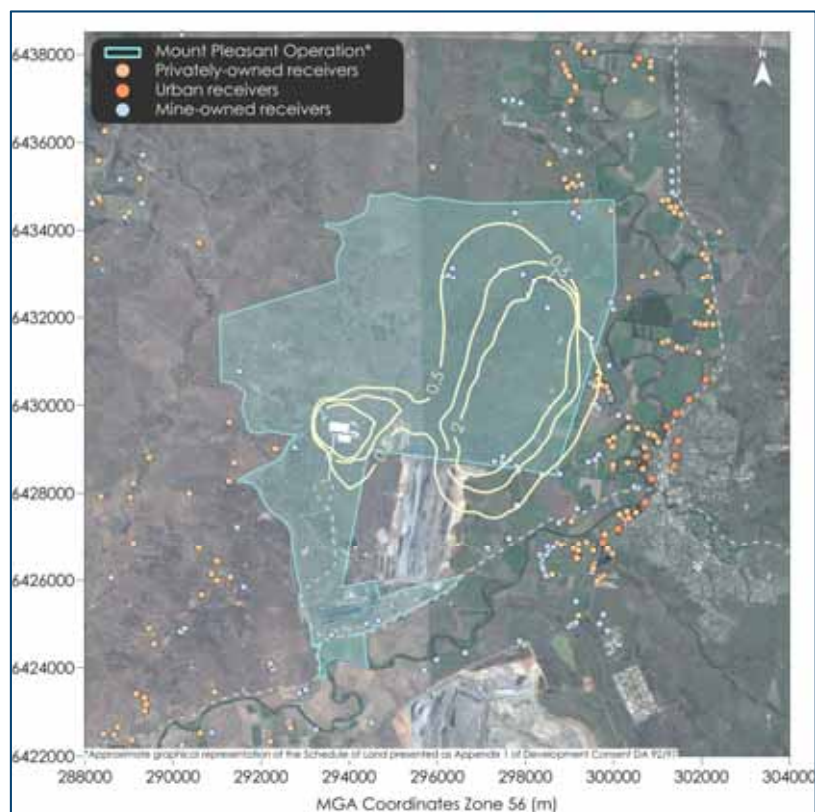 Mount Pleasant Operation*
Privately-owned receivers
Urban receivers
Mine-owned receivers
N
6438000
6436000
6434000
6432000
6430000
6428000
6426000
6424000
6422000
0.5
0.5
2
*Approximate graphical representation of the Schedule of Land presented as Appendix 1 of Development Consent DA 92/97
288000 290000 292000 294000 296000 298000 300000 302000 304000
MGA Coordinates Zone 56 (m)